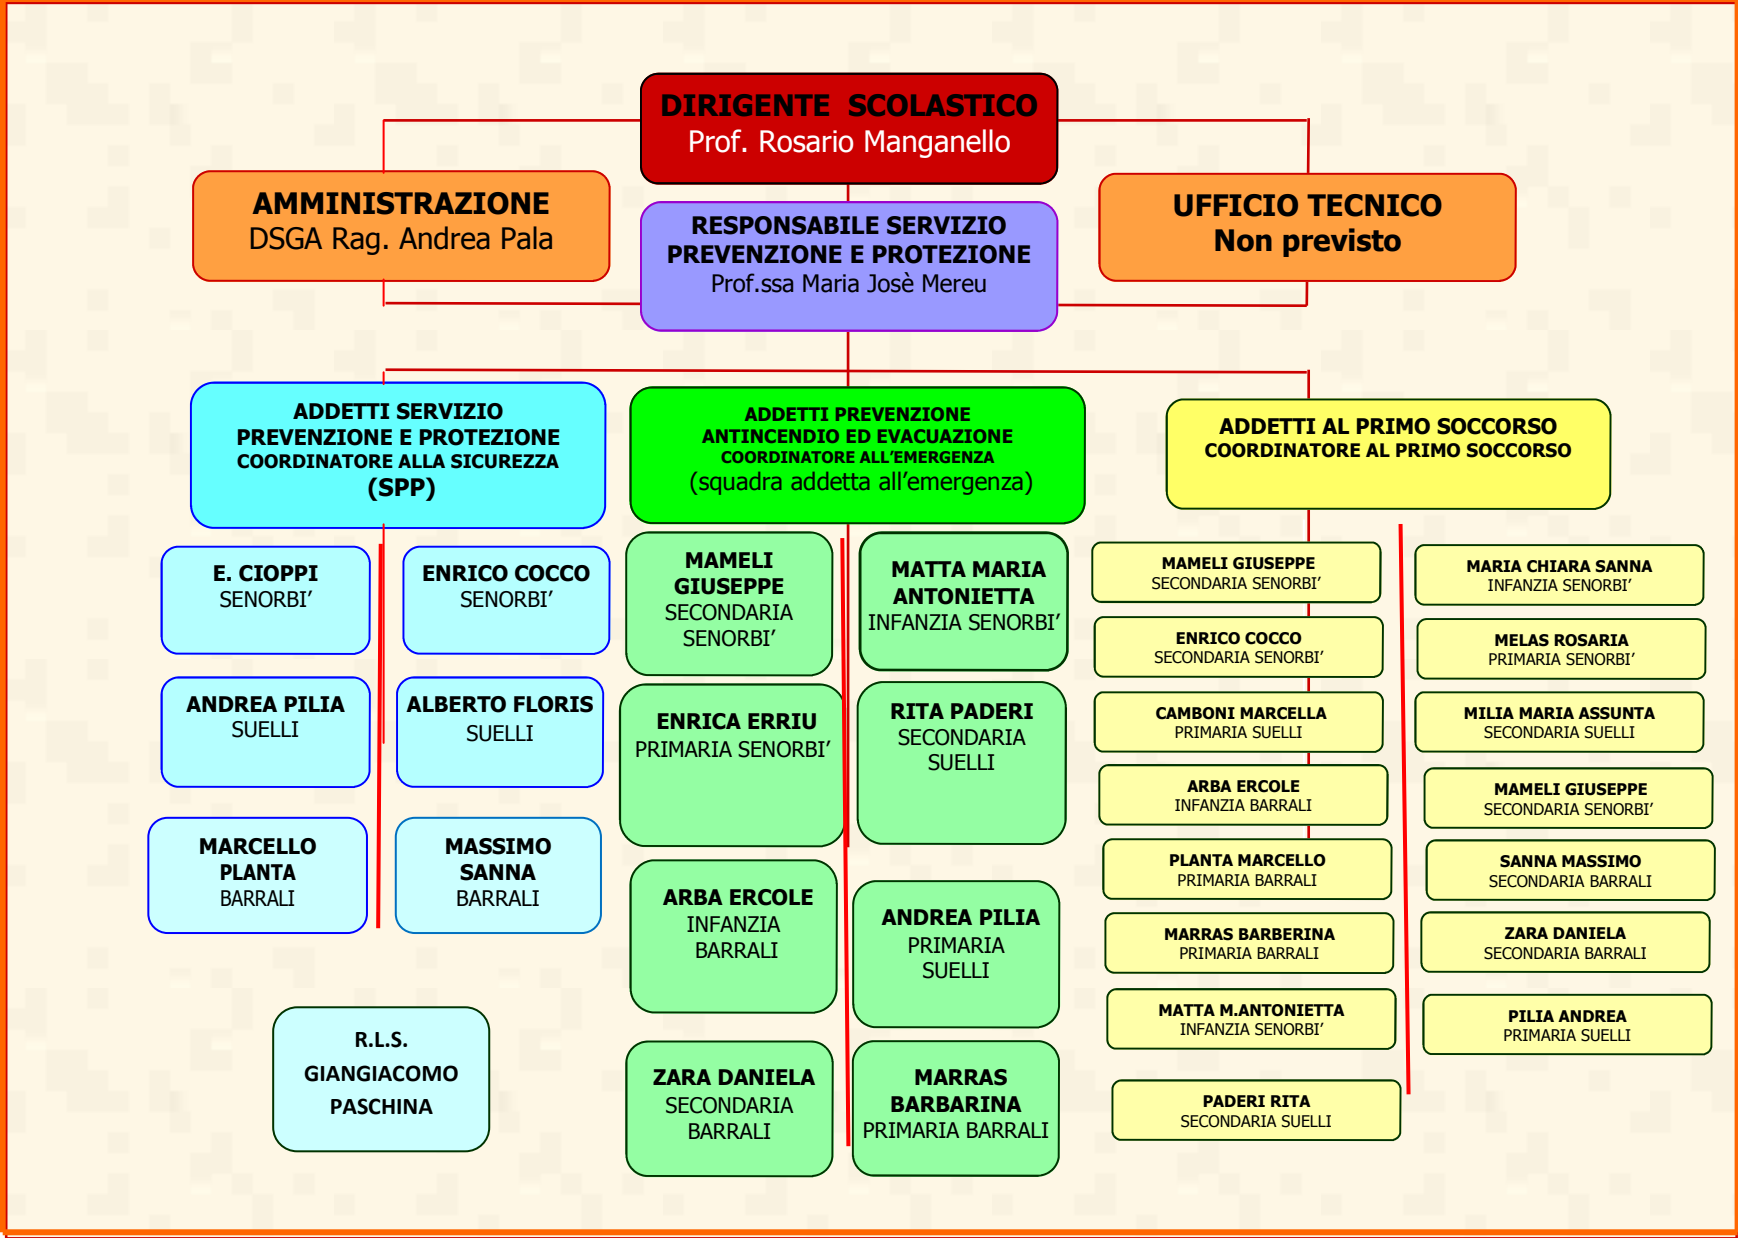 DIRIGENTE SCOLASTICO
Prof. Rosario Manganello
AMMINISTRAZIONE
DSGA Rag. Andrea Pala
RESPONSABILE SERVIZIO
PREVENZIONE E PROTEZIONE
Prof.ssa Maria Josè Mereu
UFFICIO TECNICO
Non previsto
ADDETTI SERVIZIO
PREVENZIONE E PROTEZIONE
COORDINATORE ALLA SICUREZZA
(SPP)
E. CIOPPI
SENORBI’
ENRICO COCCO
SENORBI’
ANDREA PILIA
SUELLI
ALBERTO FLORIS
SUELLI
MARCELLO
PLANTA
BARRALI
MASSIMO
SANNA
BARRALI
R.L.S.
GIANGIACOMO
PASCHINA
ADDETTI PREVENZIONE
ANTINCENDIO ED EVACUAZIONE
COORDINATORE ALL’EMERGENZA
(squadra addetta all’emergenza)
MAMELI
GIUSEPPE
SECONDARIA
SENORBI’
MATTA MARIA
ANTONIETTA
INFANZIA SENORBI’
ENRICA ERRIU
PRIMARIA SENORBI’
RITA PADERI
SECONDARIA
SUELLI
ARBA ERCOLE
INFANZIA
BARRALI
ANDREA PILIA
PRIMARIA
SUELLI
ZARA DANIELA
SECONDARIA
BARRALI
MARRAS
BARBARINA
PRIMARIA BARRALI
ADDETTI AL PRIMO SOCCORSO
COORDINATORE AL PRIMO SOCCORSO
MAMELI GIUSEPPE
SECONDARIA SENORBI’
MARIA CHIARA SANNA
INFANZIA SENORBI’
ENRICO COCCO
SECONDARIA SENORBI’
MELAS ROSARIA
PRIMARIA SENORBI’
CAMBONI MARCELLA
PRIMARIA SUELLI
MILIA MARIA ASSUNTA
SECONDARIA SUELLI
ARBA ERCOLE
INFANZIA BARRALI
MAMELI GIUSEPPE
SECONDARIA SENORBI’
PLANTA MARCELLO
PRIMARIA BARRALI
SANNA MASSIMO
SECONDARIA BARRALI
MARRAS BARBERINA
PRIMARIA BARRALI
ZARA DANIELA
SECONDARIA BARRALI
MATTA M.ANTONIETTA
INFANZIA SENORBI’
PILIA ANDREA
PRIMARIA SUELLI
PADERI RITA
SECONDARIA SUELLI